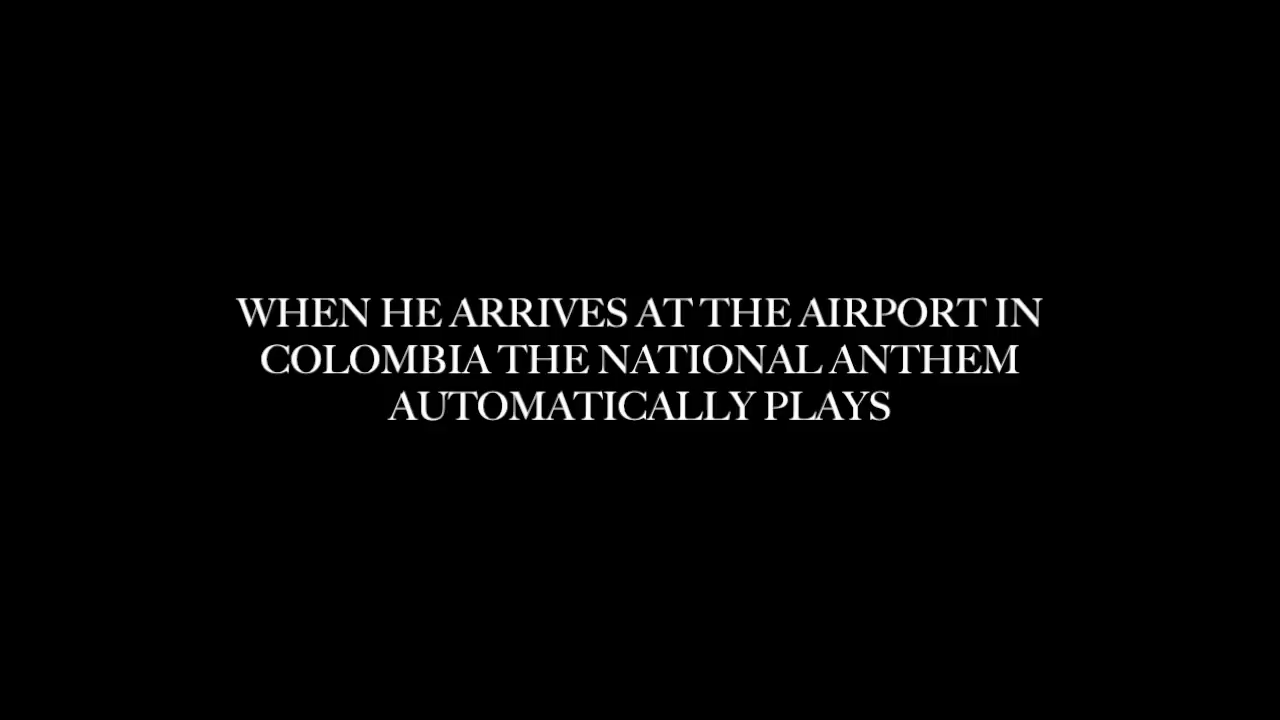 WHEN HE ARRIVES AT THE AIRPORT IN
COLOMBIA THE NATIONAL ANTHEM
AUTOMATICALLY PLAYS